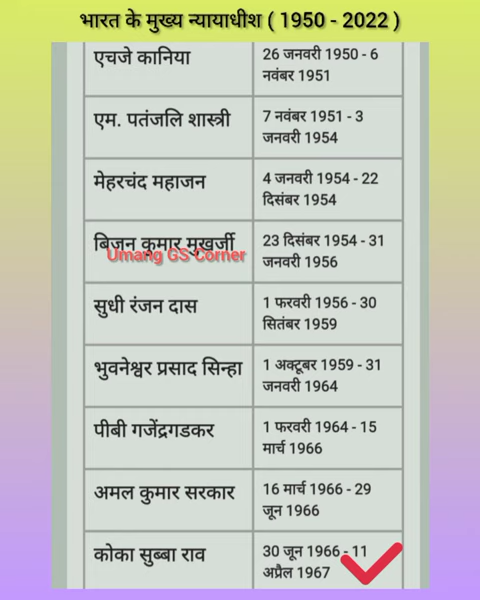 भारत के मुख्य न्यायाधीश ( 1950 - 2022 )
एचजे कानिया
26 जनवरी 1950 - 6
नवंबर 1951
एम. पतंजलि शास्त्री
7 नवंबर 1951 - 3
जनवरी 1954
मेहरचंद महाजन
4 जनवरी 1954 - 22
दिसंबर 1954
बिजन कुमार मुखर्जी
Umang GS Corner
23 दिसंबर 1954 - 31
जनवरी 1956
सुधी रंजन दास
1 फरवरी 1956 - 30
सितंबर 1959
भुवनेश्वर प्रसाद सिन्हा
1 अक्टूबर 1959 - 31
जनवरी 1964
पीबी गजेंद्रगडकर
1 फरवरी 1964 - 15
मार्च 1966
अमल कुमार सरकार
16 मार्च 1966 - 29
जून 1966
कोका सुब्बा राव
30 जून 1966 - 11
अप्रैल 1967